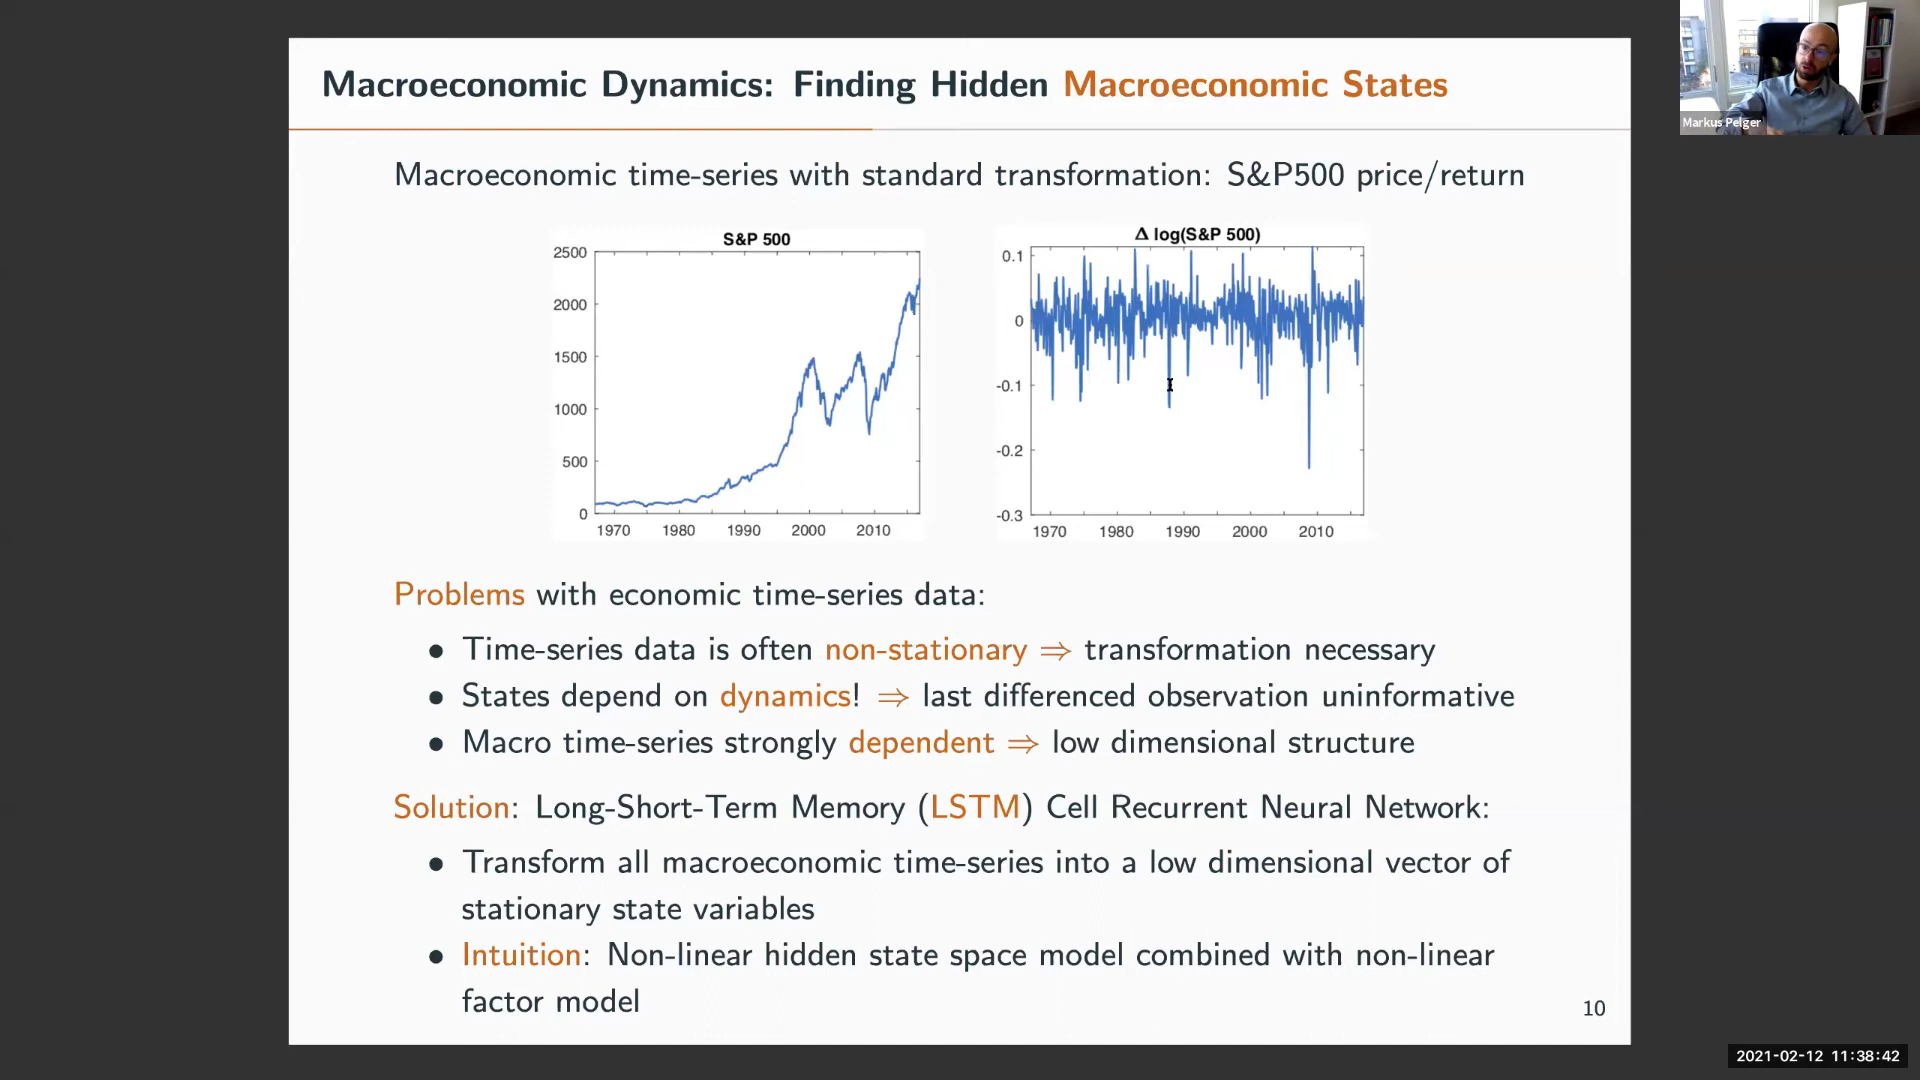 Macroeconomic Dynamics: Finding Hidden Macroeconomic States
Markus Pelger
Macroeconomic time-series with standard transformation: S&P500 price/return
S&P 500
2500
2000
1500
1000
500
0
1970 1980 1990 2000 2010
Δ log(S&P 500)
0.1
0
-0.1
-0.2
-0.3
1970 1980 1990 2000 2010
Problems with economic time-series data:
● Time-series data is often non-stationary ⇒ transformation necessary
● States depend on dynamics! ⇒ last differenced observation uninformative
● Macro time-series strongly dependent ⇒ low dimensional structure
Solution: Long-Short-Term Memory (LSTM) Cell Recurrent Neural Network:
● Transform all macroeconomic time-series into a low dimensional vector of
stationary state variables
● Intuition: Non-linear hidden state space model combined with non-linear
factor model
10
2021-02-12 11:38:42